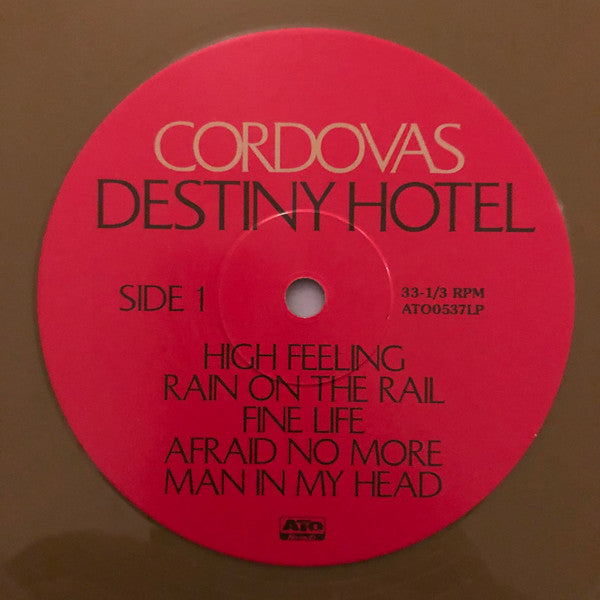 CORDOVAS
DESTINY HOTEL
SIDE 1
33-1/3 RPM
ATO0537LP
HIGH FEELING
RAIN ON THE RAIL
FINE LIFE
AFRAID NO MORE
MAN IN MY HEAD
ATO
Records